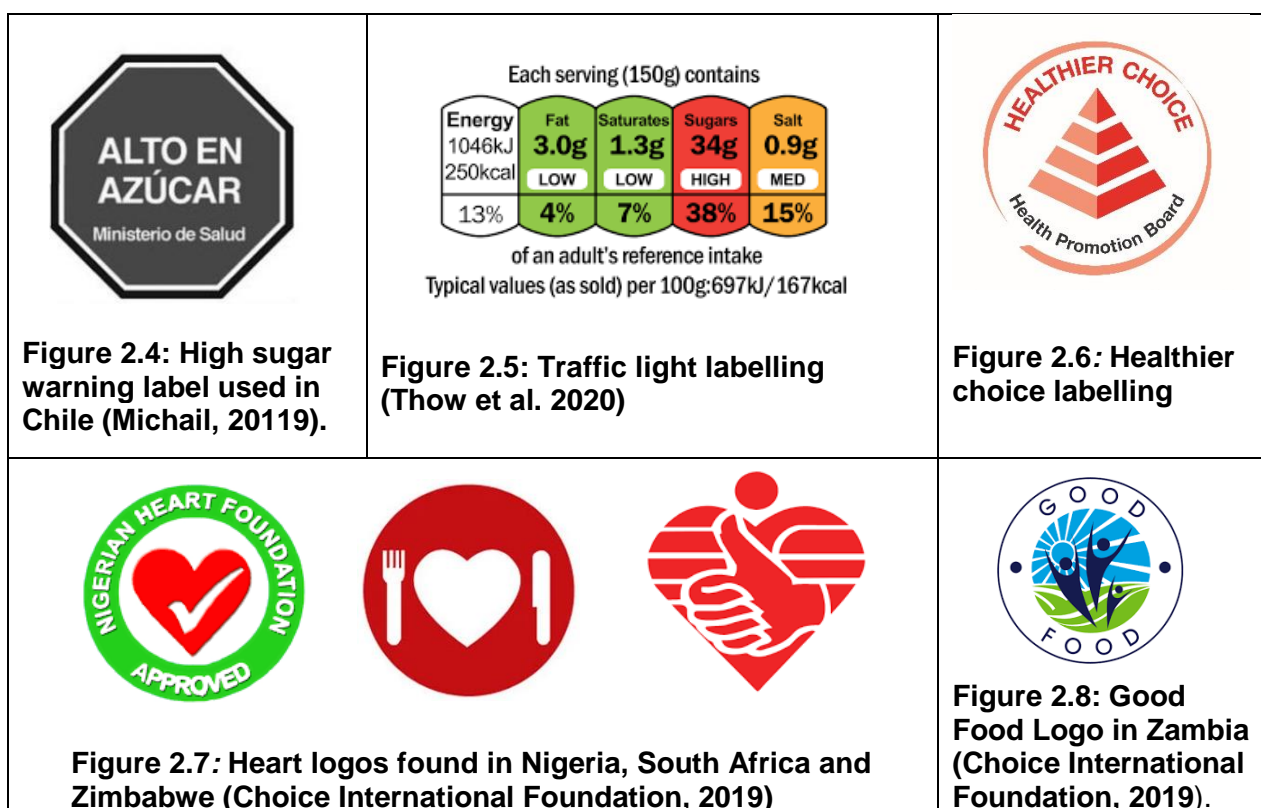 ALTO EN
AZÚCAR
Ministerio de Salud
Figure 2.4: High sugar
warning label used in
Chile (Michail, 20119).
Each serving (150g) contains
Energy Fat Saturates Sugars Salt
1046kJ 3.0g 1.3g 34g 0.9g
250kcal LOW LOW HIGH MED
13% 4% 7% 38% 15%
of an adult's reference intake
Typical values (as sold) per 100g:697kJ/167kcal
Figure 2.5: Traffic light labelling
(Thow et al. 2020)
HEALTHIER CHOICE
Health Promotion Board
Figure 2.6: Healthier
choice labelling
NIGERIAN HEART FOUNDATION
APPROVED
Figure 2.7: Heart logos found in Nigeria, South Africa and
Zimbabwe (Choice International Foundation, 2019)
GOOD
FOOD
Figure 2.8: Good
Food Logo in Zambia
(Choice International
Foundation, 2019).